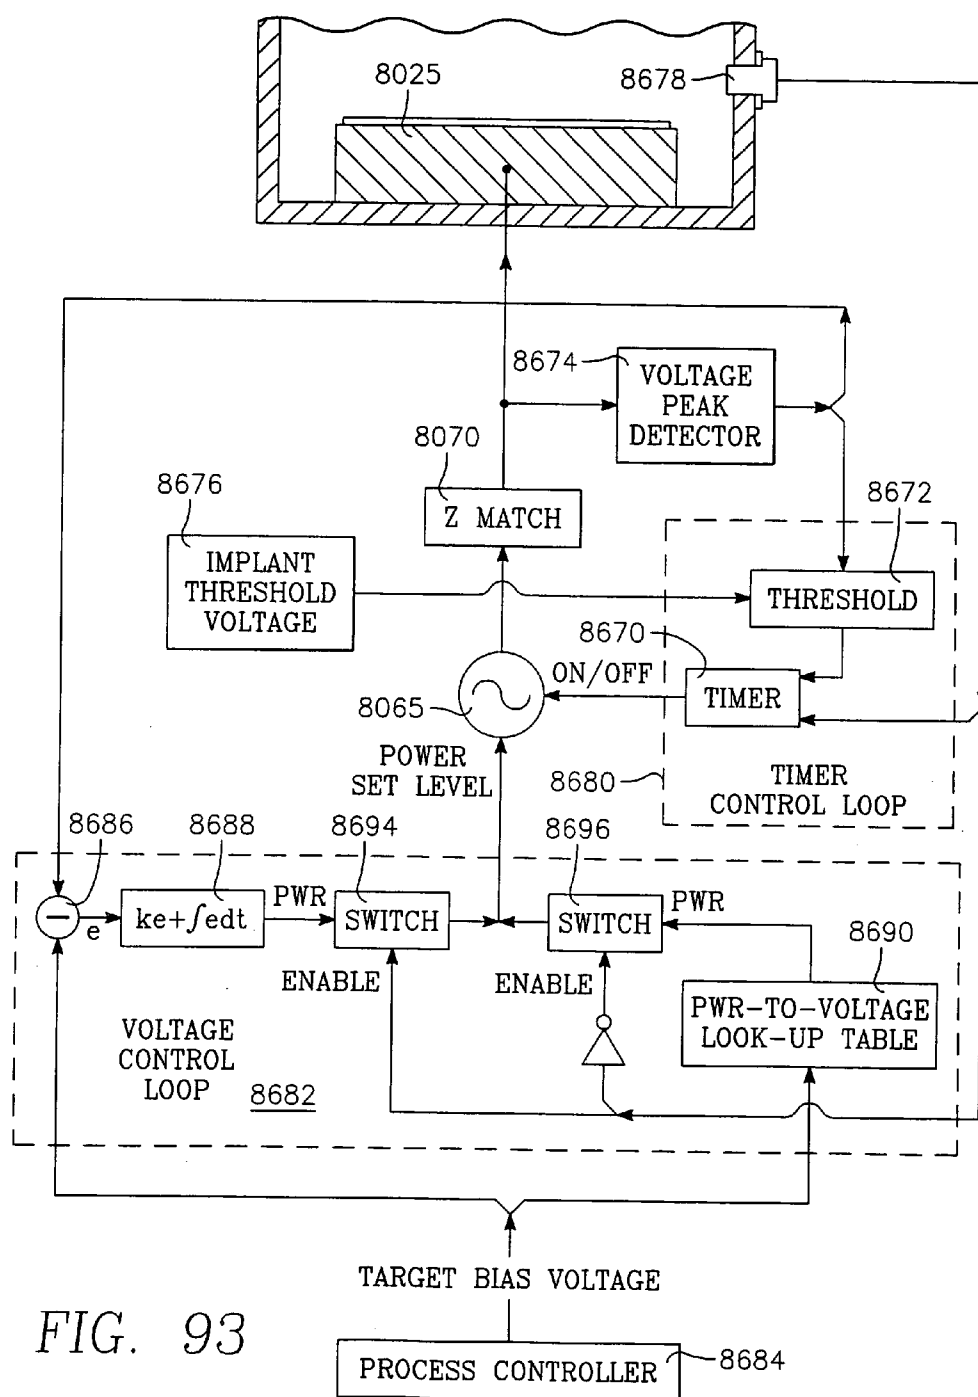 8025
8678
8674
VOLTAGE
PEAK
DETECTOR
8070
Z MATCH
8676
IMPLANT
THRESHOLD
VOLTAGE
8672
THRESHOLD
8670
ON/OFF
TIMER
8065
POWER
SET LEVEL
8680
TIMER
CONTROL LOOP
8686
8688
8694
8696
−
e
ke+∫edt
PWR
SWITCH
SWITCH
PWR
8690
ENABLE
ENABLE
PWR-TO-VOLTAGE
LOOK-UP TABLE
VOLTAGE
CONTROL
LOOP
8682
TARGET BIAS VOLTAGE
FIG. 93
PROCESS CONTROLLER
8684